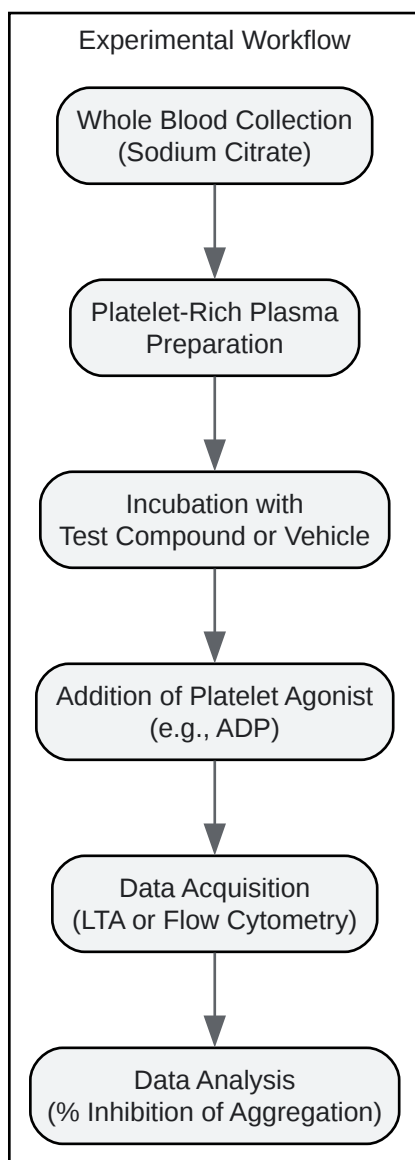 Experimental Workflow
Whole Blood Collection
(Sodium Citrate)
Platelet-Rich Plasma
Preparation
Incubation with
Test Compound or Vehicle
Addition of Platelet Agonist
(e.g., ADP)
Data Acquisition
(LTA or Flow Cytometry)
Data Analysis
(% Inhibition of Aggregation)